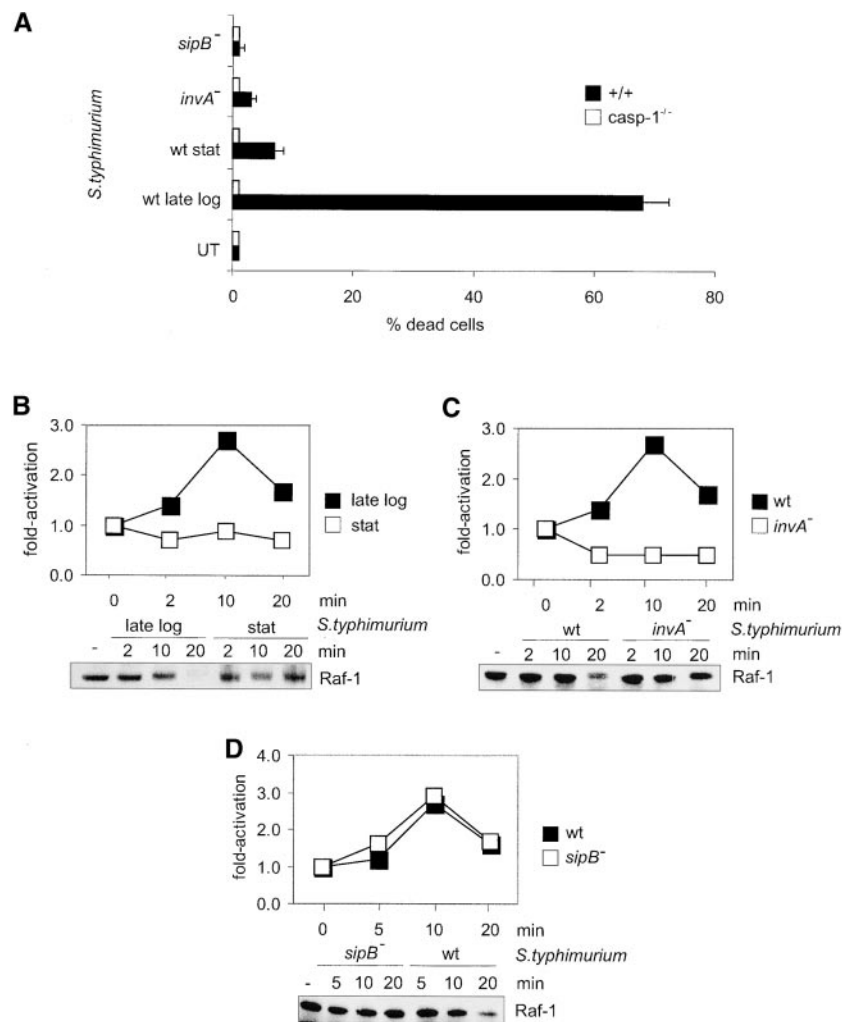 A
S.typhimurium
sipB⁻
invA⁻
wt stat
wt late log
UT
+/+
casp-1⁻/⁻
0 20 40 60 80
% dead cells
B
fold-activation
3.0
2.0
1.0
0.0
late log
stat
0 2 10 20 min
late log stat S.typhimurium
- 2 10 20 2 10 20 min
Raf-1
C
fold-activation
3.0
2.0
1.0
0.0
wt
invA⁻
0 2 10 20 min
wt invA⁻ S.typhimurium
- 2 10 20 2 10 20 min
Raf-1
D
fold-activation
4.0
3.0
2.0
1.0
0.0
wt
sipB⁻
0 5 10 20 min
sipB⁻ wt S.typhimurium
- 5 10 20 5 10 20 min
Raf-1